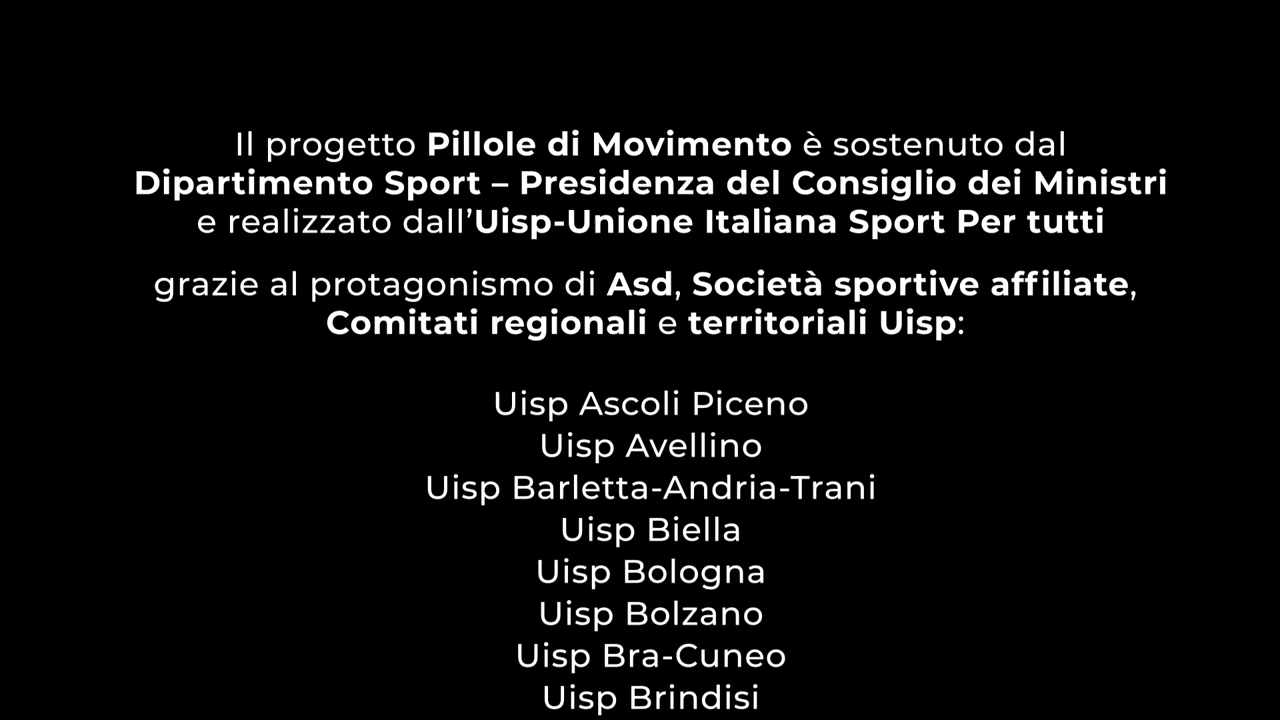 Il progetto Pillole di Movimento è sostenuto dal
Dipartimento Sport – Presidenza del Consiglio dei Ministri
e realizzato dall’Uisp-Unione Italiana Sport Per tutti
grazie al protagonismo di Asd, Società sportive affiliate,
Comitati regionali e territoriali Uisp:
Uisp Ascoli Piceno
Uisp Avellino
Uisp Barletta-Andria-Trani
Uisp Biella
Uisp Bologna
Uisp Bolzano
Uisp Bra-Cuneo
Uisp Brindisi